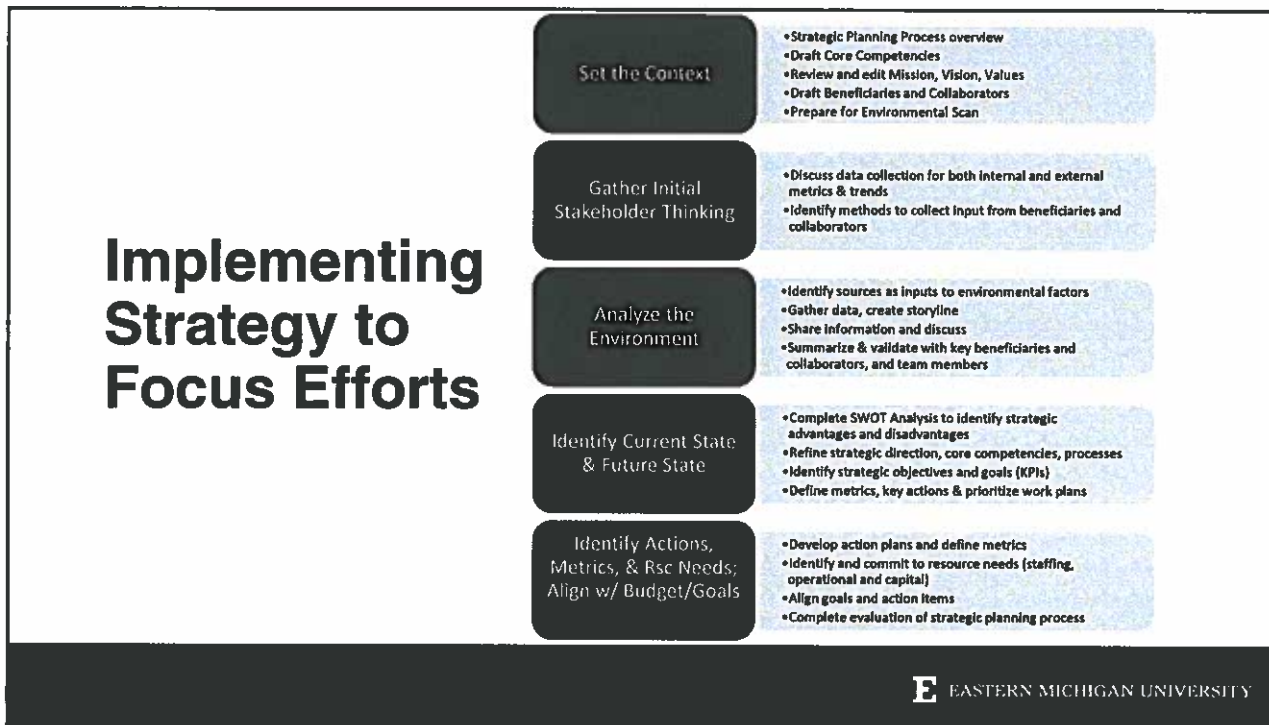 Implementing
Strategy to
Focus Efforts
Set the Context
•Strategic Planning Process overview
•Draft Core Competencies
•Review and edit Mission, Vision, Values
•Draft Beneficiaries and Collaborators
•Prepare for Environmental Scan
Gather Initial
Stakeholder Thinking
•Discuss data collection for both internal and external
metrics & trends
•Identify methods to collect input from beneficiaries and
collaborators
Analyze the
Environment
•Identify sources as inputs to environmental factors
•Gather data, create storyline
•Share information and discuss
•Summarize & validate with key beneficiaries and
collaborators, and team members
Identify Current State
& Future State
•Complete SWOT Analysis to identify strategic
advantages and disadvantages
•Refine strategic direction, core competencies, processes
•Identify strategic objectives and goals (KPIs)
•Define metrics, key actions & prioritize work plans
Identify Actions,
Metrics, & Rsc Needs;
Align w/ Budget/Goals
•Develop action plans and define metrics
•Identify and commit to resource needs (staffing,
operational and capital)
•Align goals and action items
•Complete evaluation of strategic planning process
E EASTERN MICHIGAN UNIVERSITY